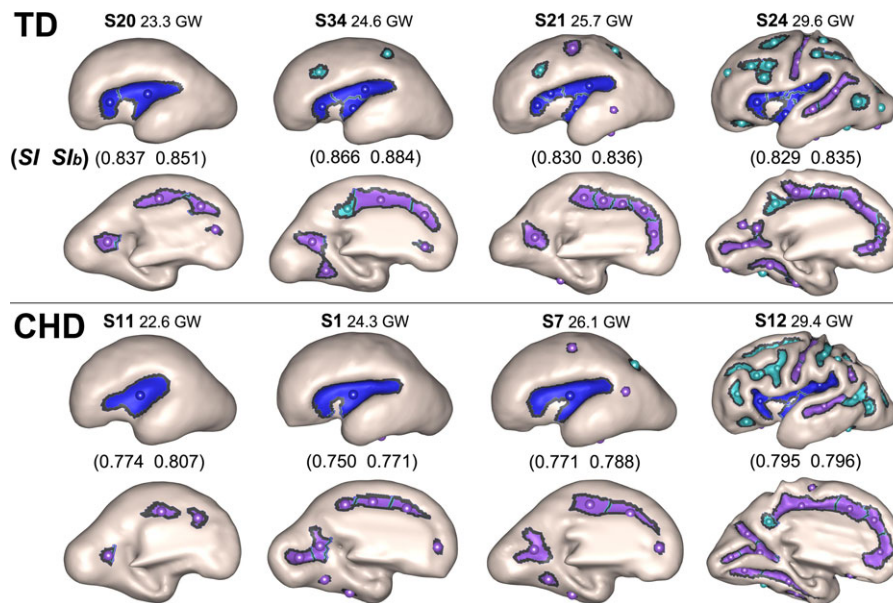 TD
S20 23.3 GW S34 24.6 GW S21 25.7 GW S24 29.6 GW
(SI SIb) (0.837 0.851) (0.866 0.884) (0.830 0.836) (0.829 0.835)
CHD
S11 22.6 GW S1 24.3 GW S7 26.1 GW S12 29.4 GW
(0.774 0.807) (0.750 0.771) (0.771 0.788) (0.795 0.796)